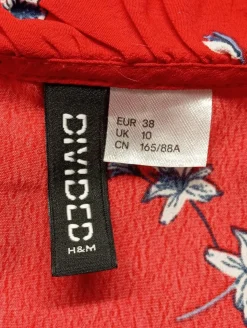 DIVIDED
H&M
EUR 38
UK 10
CN 165/88A